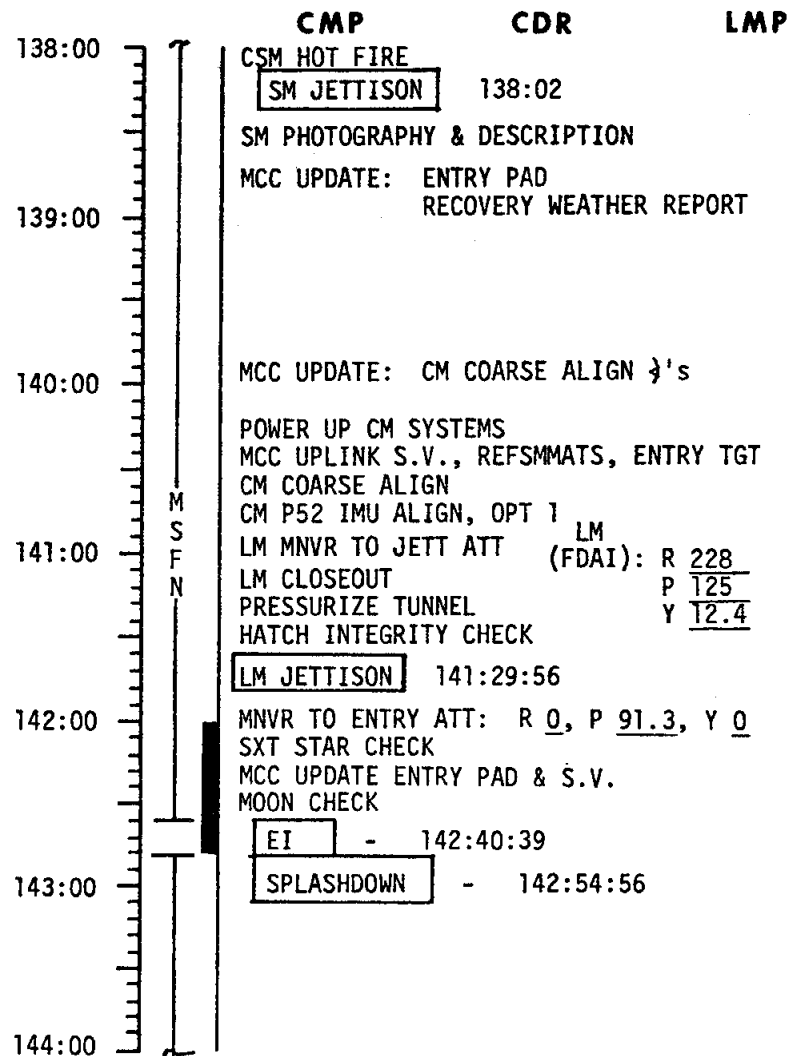 CMP CDR LMP
138:00 CSM HOT FIRE
SM JETTISON 138:02
SM PHOTOGRAPHY & DESCRIPTION
MCC UPDATE: ENTRY PAD
RECOVERY WEATHER REPORT
139:00
MCC UPDATE: CM COARSE ALIGN ∡'s
140:00
POWER UP CM SYSTEMS
MCC UPLINK S.V., REFSMMATS, ENTRY TGT
CM COARSE ALIGN
CM P52 IMU ALIGN, OPT 1
MSFN
141:00 LM MNVR TO JETT ATT LM (FDAI): R 228
LM CLOSEOUT P 125
PRESSURIZE TUNNEL Y 12.4
HATCH INTEGRITY CHECK
LM JETTISON 141:29:56
142:00 MNVR TO ENTRY ATT: R 0, P 91.3, Y 0
SXT STAR CHECK
MCC UPDATE ENTRY PAD & S.V.
MOON CHECK
EI - 142:40:39
143:00 SPLASHDOWN - 142:54:56
144:00